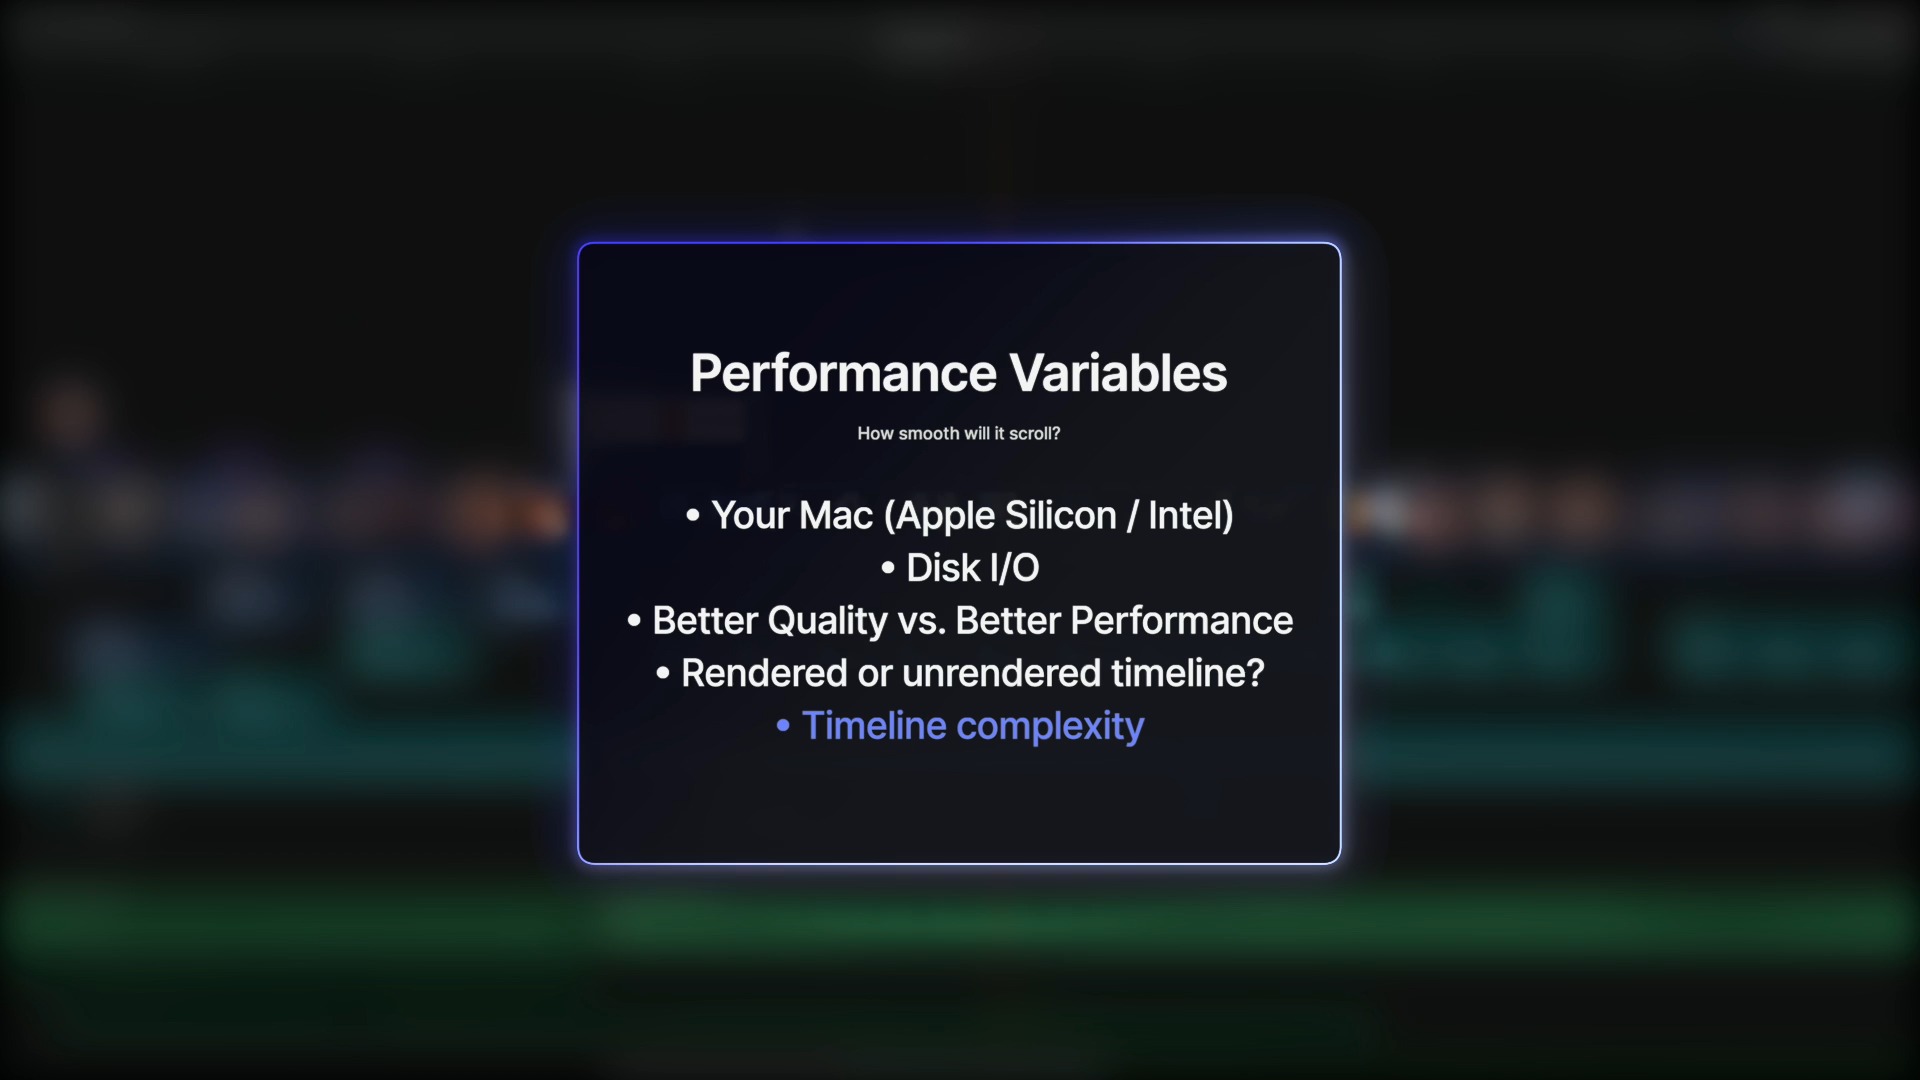 Performance Variables
How smooth will it scroll?
• Your Mac (Apple Silicon / Intel)
• Disk I/O
• Better Quality vs. Better Performance
• Rendered or unrendered timeline?
• Timeline complexity